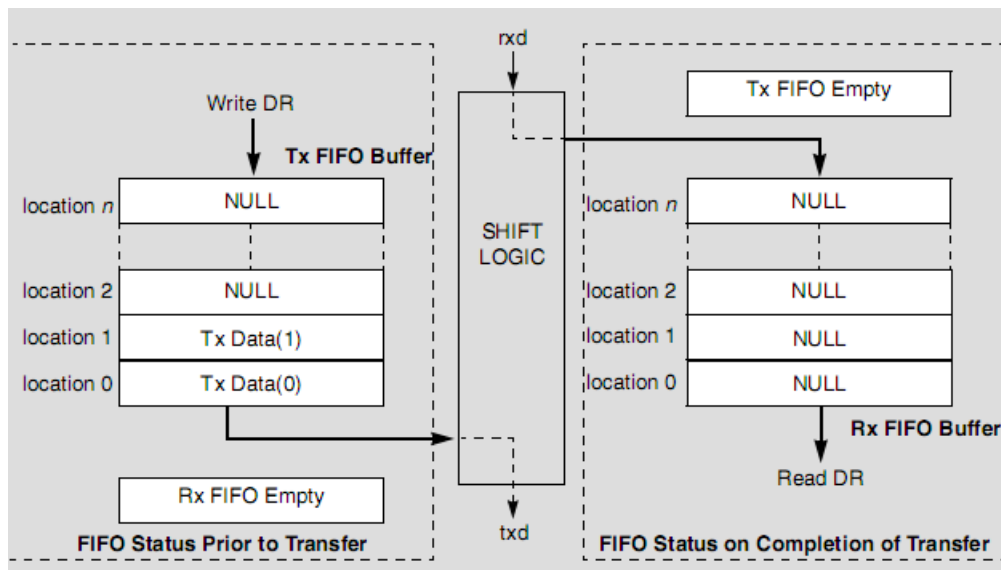 Write DR
Tx FIFO Buffer
location n
NULL
location 2
NULL
location 1
Tx Data(1)
location 0
Tx Data(0)
Rx FIFO Empty
FIFO Status Prior to Transfer
rxd
SHIFT
LOGIC
txd
Tx FIFO Empty
location n
NULL
location 2
NULL
location 1
NULL
location 0
NULL
Rx FIFO Buffer
Read DR
FIFO Status on Completion of Transfer